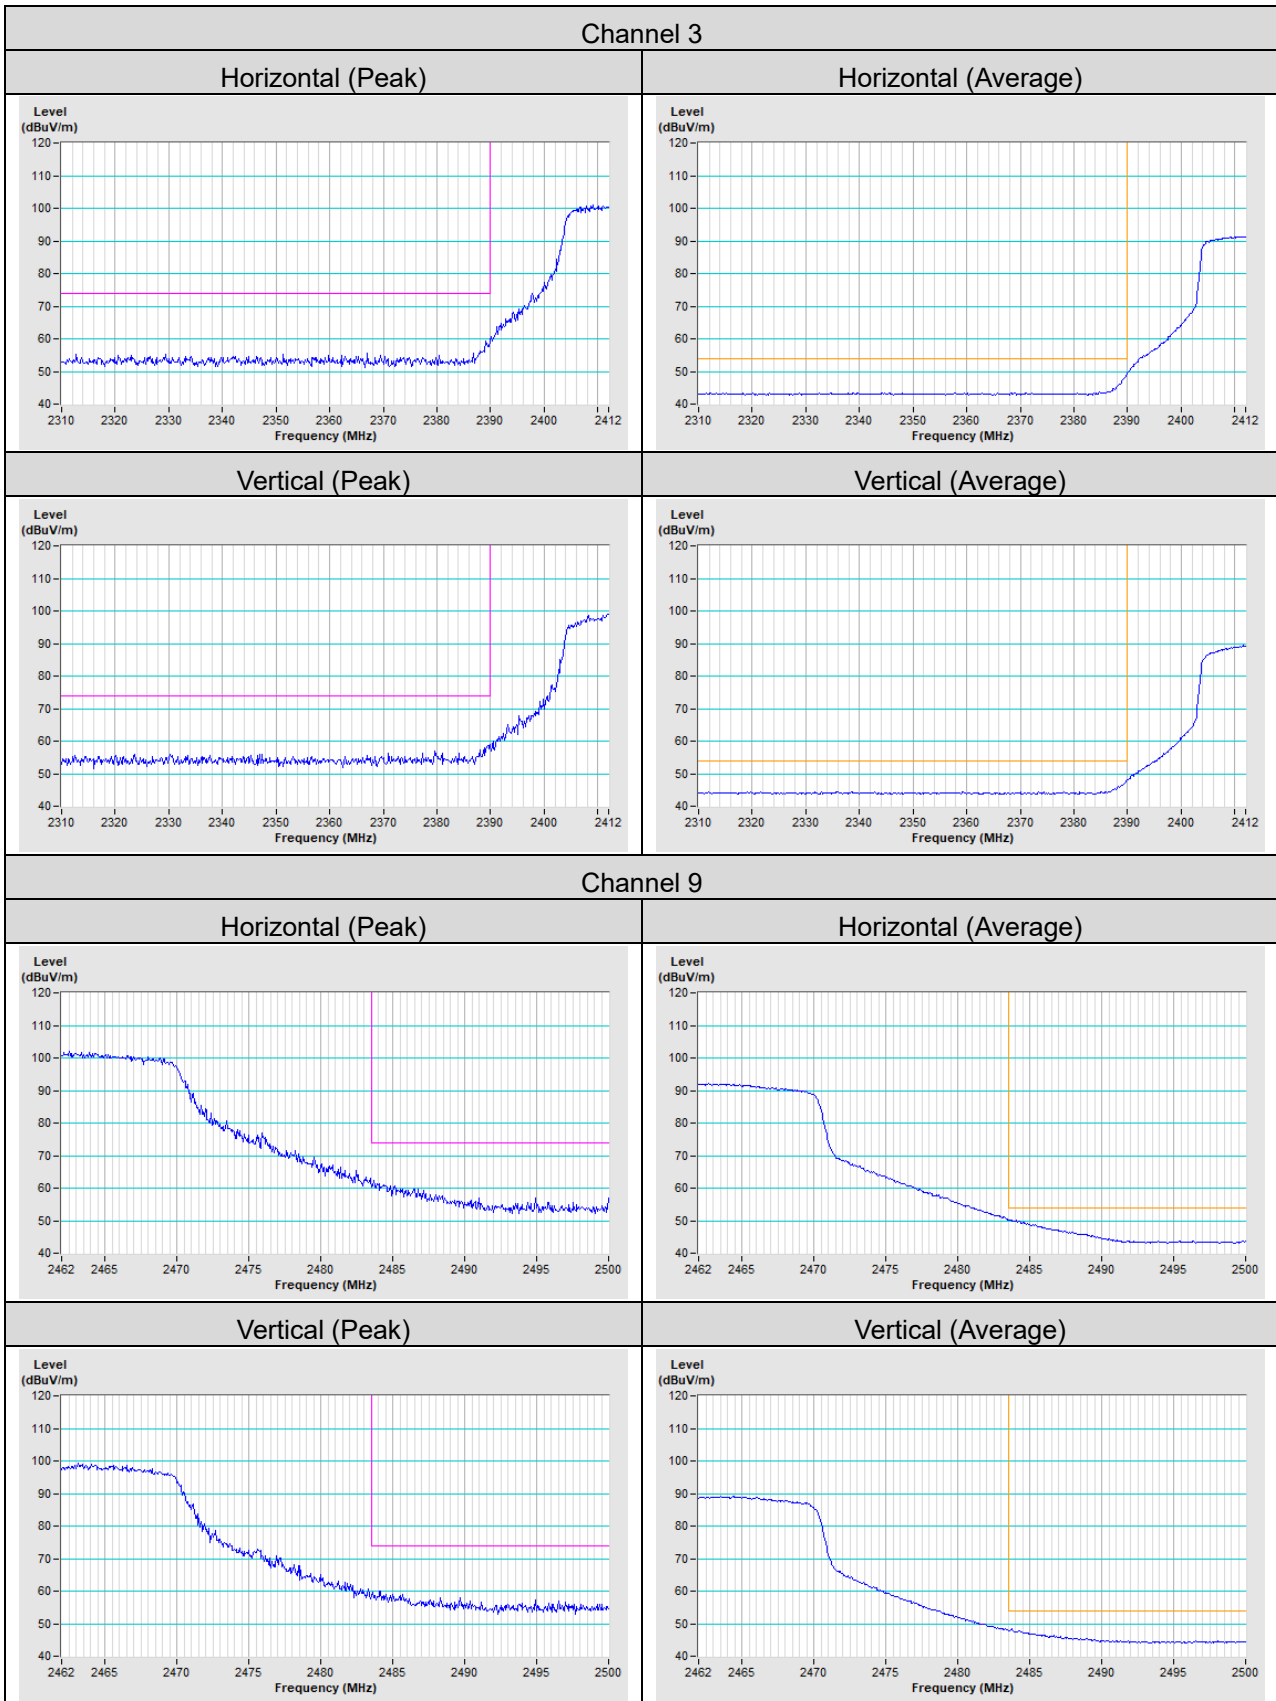 Channel 3
Horizontal (Peak)
Horizontal (Average)
Level
(dBuV/m)
120
110
100
90
80
70
60
50
40
2310 2320 2330 2340 2350 2360 2370 2380 2390 2400 2412
Frequency (MHz)
Level
(dBuV/m)
120
110
100
90
80
70
60
50
40
2310 2320 2330 2340 2350 2360 2370 2380 2390 2400 2412
Frequency (MHz)
Vertical (Peak)
Vertical (Average)
Level
(dBuV/m)
120
110
100
90
80
70
60
50
40
2310 2320 2330 2340 2350 2360 2370 2380 2390 2400 2412
Frequency (MHz)
Level
(dBuV/m)
120
110
100
90
80
70
60
50
40
2310 2320 2330 2340 2350 2360 2370 2380 2390 2400 2412
Frequency (MHz)
Channel 9
Horizontal (Peak)
Horizontal (Average)
Level
(dBuV/m)
120
110
100
90
80
70
60
50
40
2462 2465 2470 2475 2480 2485 2490 2495 2500
Frequency (MHz)
Level
(dBuV/m)
120
110
100
90
80
70
60
50
40
2462 2465 2470 2475 2480 2485 2490 2495 2500
Frequency (MHz)
Vertical (Peak)
Vertical (Average)
Level
(dBuV/m)
120
110
100
90
80
70
60
50
40
2462 2465 2470 2475 2480 2485 2490 2495 2500
Frequency (MHz)
Level
(dBuV/m)
120
110
100
90
80
70
60
50
40
2462 2465 2470 2475 2480 2485 2490 2495 2500
Frequency (MHz)